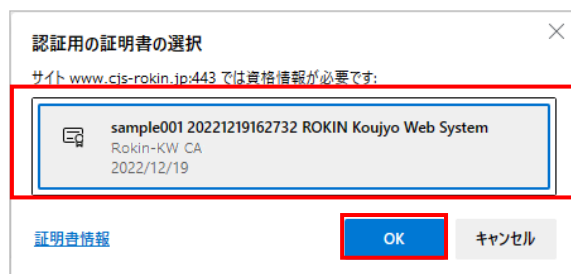 認証用の証明書の選択
サイト www.cjs-rokin.jp:443 では資格情報が必要です:
sample001 20221219162732 ROKIN Koujyo Web System
Rokin-KW CA
2022/12/19
証明書情報
OK
キャンセル